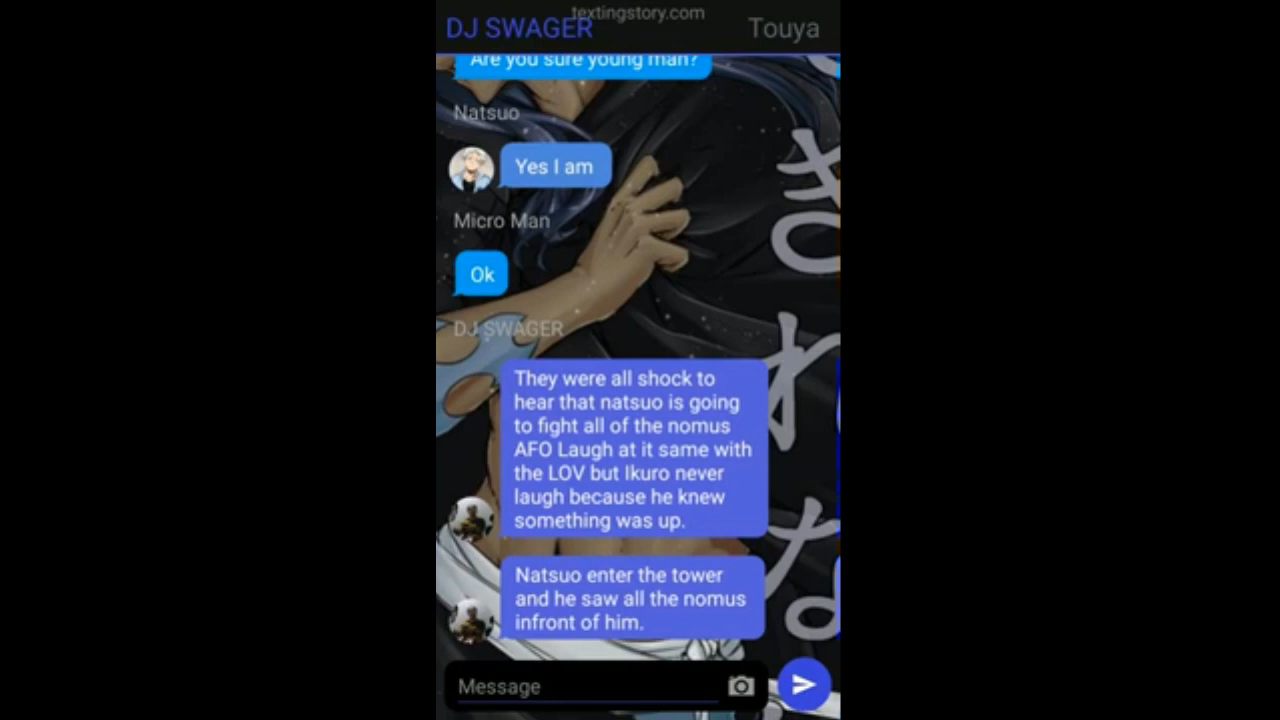 textingstory.com
DJ SWAGER
Touya
Are you sure young man?
Natsuo
Yes I am
Micro Man
Ok
DJ SWAGER
They were all shock to
hear that natsuo is going
to fight all of the nomus
AFO Laugh at it same with
the LOV but Ikuro never
laugh because he knew
something was up.
Natsuo enter the tower
and he saw all the nomus
infront of him.
Message
きれな